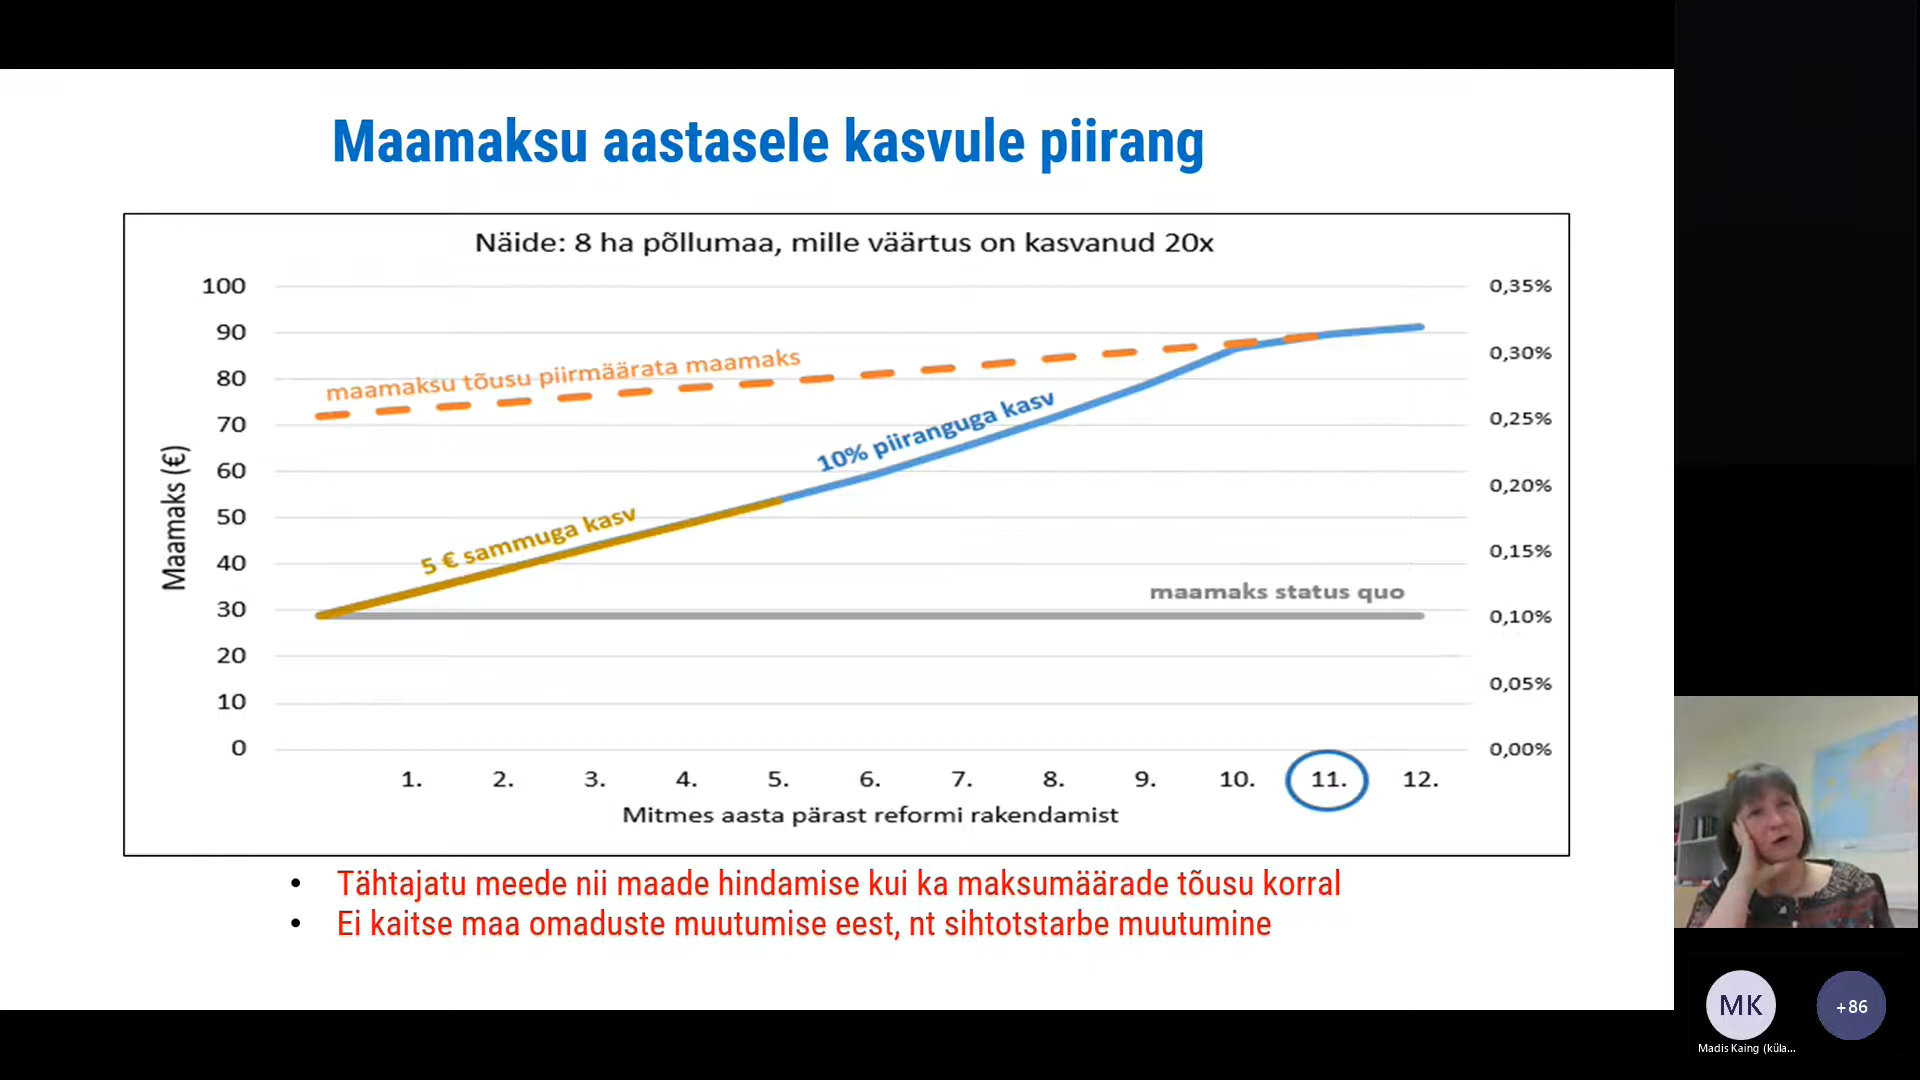 Maamaksu aastasele kasvule piirang
Näide: 8 ha põllumaa, mille väärtus on kasvanud 20x
100
90
80
70
60
50
40
30
20
10
0
Maamaks (€)
0,35%
0,30%
0,25%
0,20%
0,15%
0,10%
0,05%
0,00%
maamaksu tõusu piirmäärata maamaks
10% piiranguga kasv
5 € sammuga kasv
maamaks status quo
1. 2. 3. 4. 5. 6. 7. 8. 9. 10. 11. 12.
Mitmes aasta pärast reformi rakendamist
• Tähtajatu meede nii maade hindamise kui ka maksumäärade tõusu korral
• Ei kaitse maa omaduste muutumise eest, nt sihtotstarbe muutumine
MK
+86
Madis Kaing (küla...